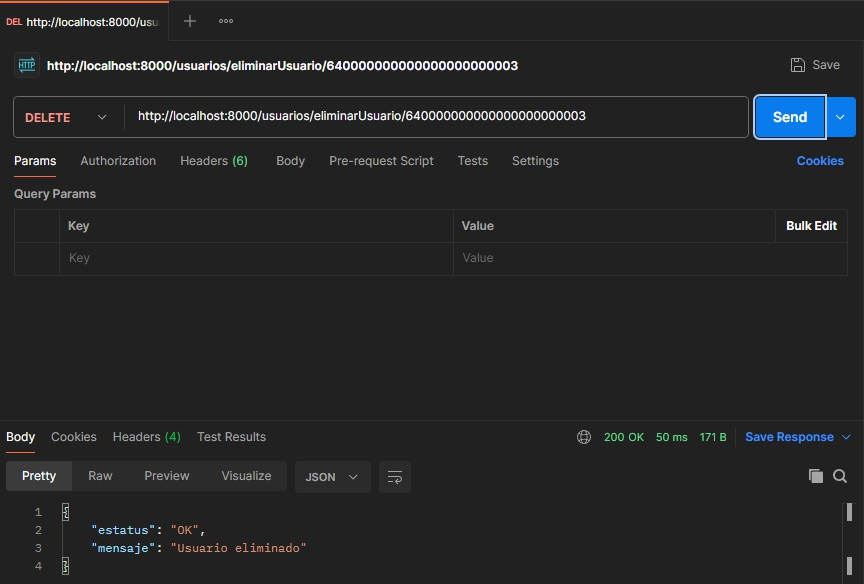 DEL http://localhost:8000/usu
HTTP http://localhost:8000/usuarios/eliminarUsuario/640000000000000000000003 Save
DELETE http://localhost:8000/usuarios/eliminarUsuario/640000000000000000000003 Send
Params Authorization Headers (6) Body Pre-request Script Tests Settings Cookies
Query Params
Key Value Bulk Edit
Key Value
Body Cookies Headers (4) Test Results 200 OK 50 ms 171 B Save Response
Pretty Raw Preview Visualize JSON
1 {
2 "estatus": "OK",
3 "mensaje": "Usuario eliminado"
4 }